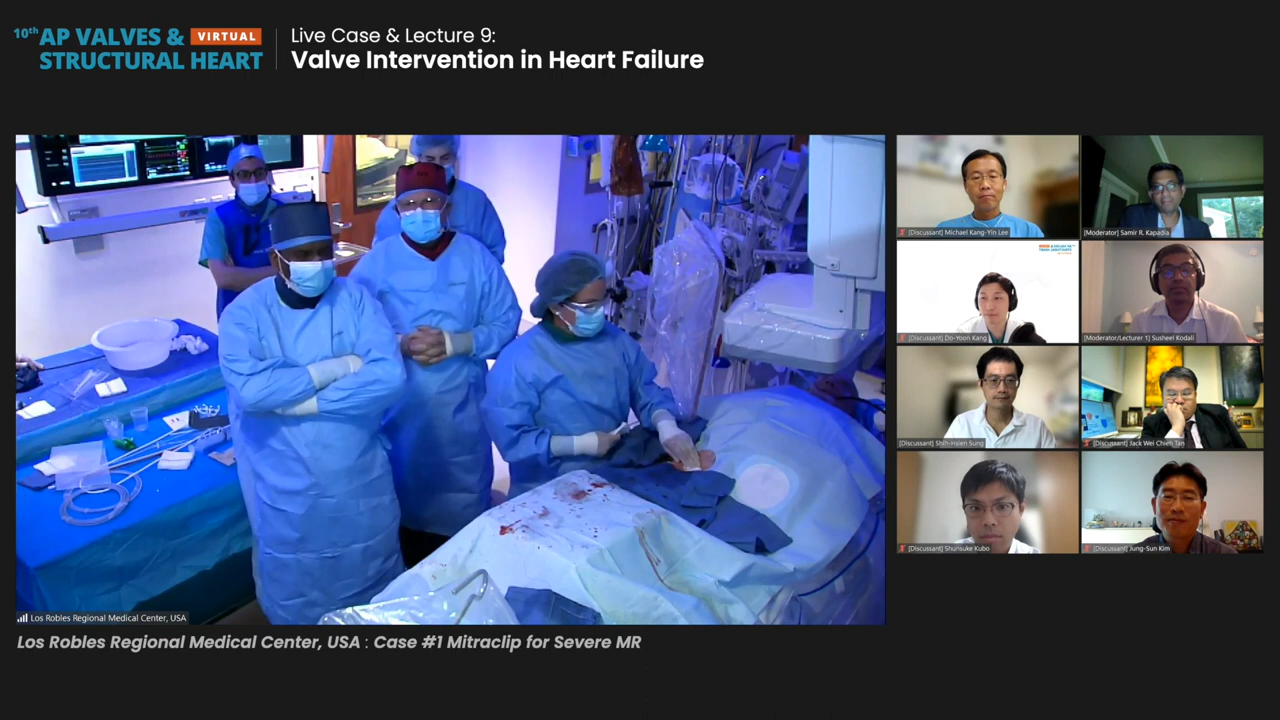 10th AP VALVES & VIRTUAL
STRUCTURAL HEART
Live Case & Lecture 9:
Valve Intervention in Heart Failure
[Discussant] Michael Kang-Yin Lee
[Moderator] Samir R. Kapadia
[Discussant] Do-Yoon Kang
[Moderator/Lecturer 1] Susheel Kodali
[Discussant] Shih-Hsien Sung
[Discussant] Jack Wei Chieh Tan
[Discussant] Shunsuke Kubo
[Discussant] Jung-Sun Kim
Los Robles Regional Medical Center, USA
Los Robles Regional Medical Center, USA : Case #1 Mitraclip for Severe MR